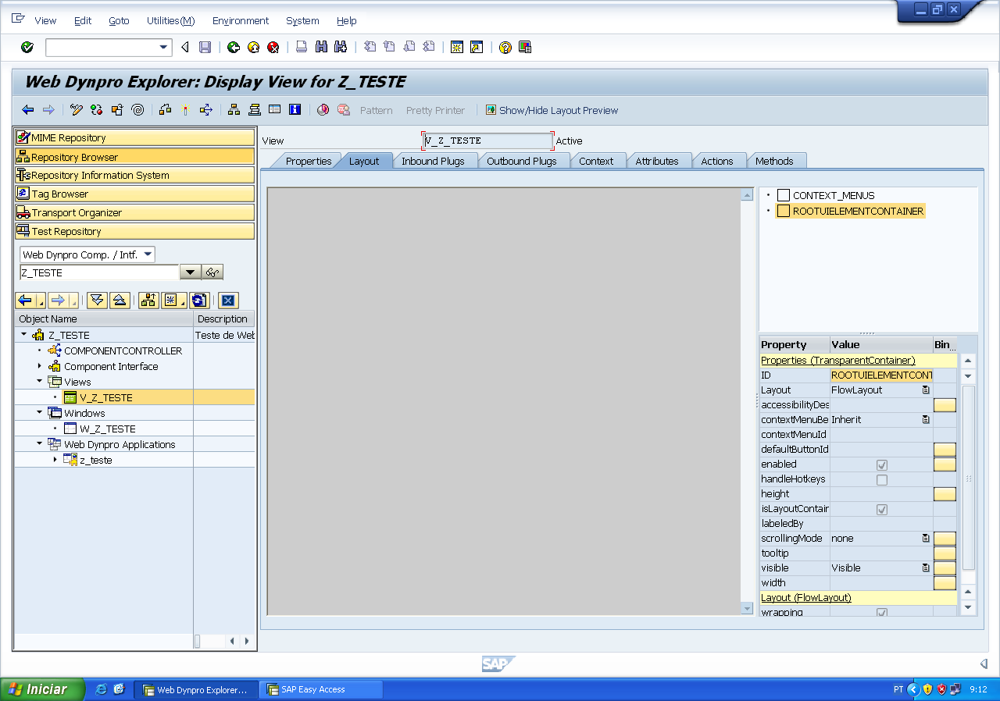 View Edit Goto Utilities(M) Environment System Help
Web Dynpro Explorer: Display View for Z_TESTE
Pattern Pretty Printer Show/Hide Layout Preview
MIME Repository
Repository Browser
Repository Information System
Tag Browser
Transport Organizer
Test Repository
Web Dynpro Comp. / Intf.
Z_TESTE
Object Name Description
Z_TESTE Teste de Web
COMPONENTCONTROLLER
Component Interface
Views
V_Z_TESTE
Windows
W_Z_TESTE
Web Dynpro Applications
z_teste
View V_Z_TESTE Active
Properties Layout Inbound Plugs Outbound Plugs Context Attributes Actions Methods
CONTEXT_MENUS
ROOTUIELEMENTCONTAINER
Property Value Bin...
Properties (TransparentContainer)
ID ROOTUIELEMENTCONT
Layout FlowLayout
accessibilityDes
contextMenuBe Inherit
contextMenuId
defaultButtonId
enabled
handleHotkeys
height
isLayoutContair
labeledBy
scrollingMode none
tooltip
visible Visible
width
Layout (FlowLayout)
wrapping
SAP
Iniciar Web Dynpro Explorer... SAP Easy Access PT 9:12